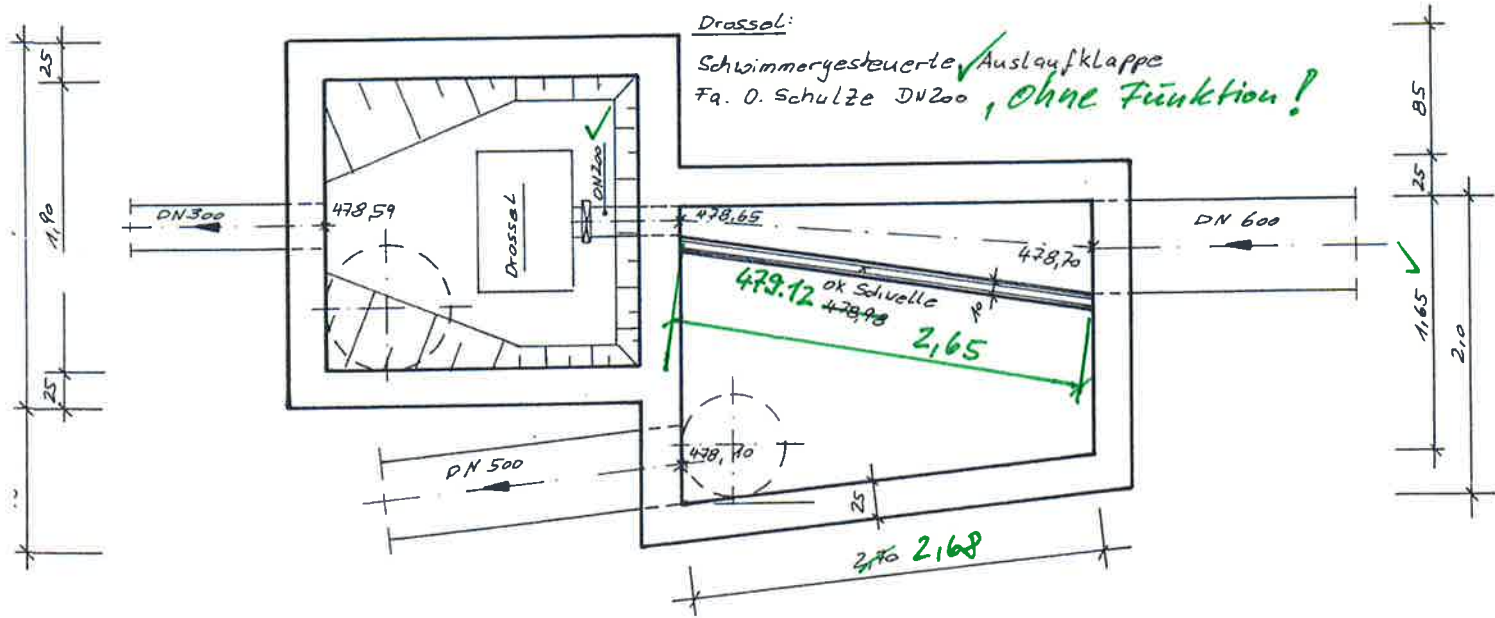 Drossel:
Schwimmergesteuerte ✓ Auslaufklappe
Fa. O. Schulze DN200 , ohne Funktion!
25
1,90
25
DN300
478,59
Drossel
DN200
478,65
478,70
DN 600
479.12
OK Schwelle
478,98
10
2,65
DN 500
478,10
25
2,70 2,68
85
25
1,65
2,0